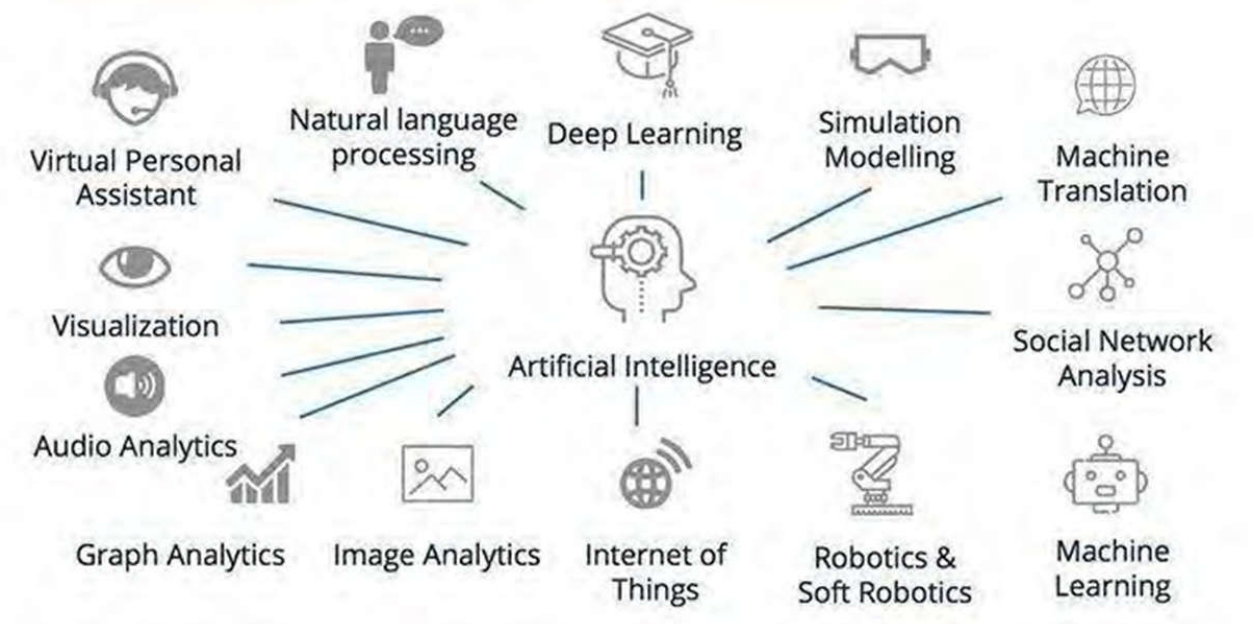 Natural language
processing
Deep Learning
Simulation
Modelling
Virtual Personal
Assistant
Machine
Translation
Visualization
Social Network
Analysis
Artificial Intelligence
Audio Analytics
Graph Analytics
Image Analytics
Internet of
Things
Robotics &
Soft Robotics
Machine
Learning